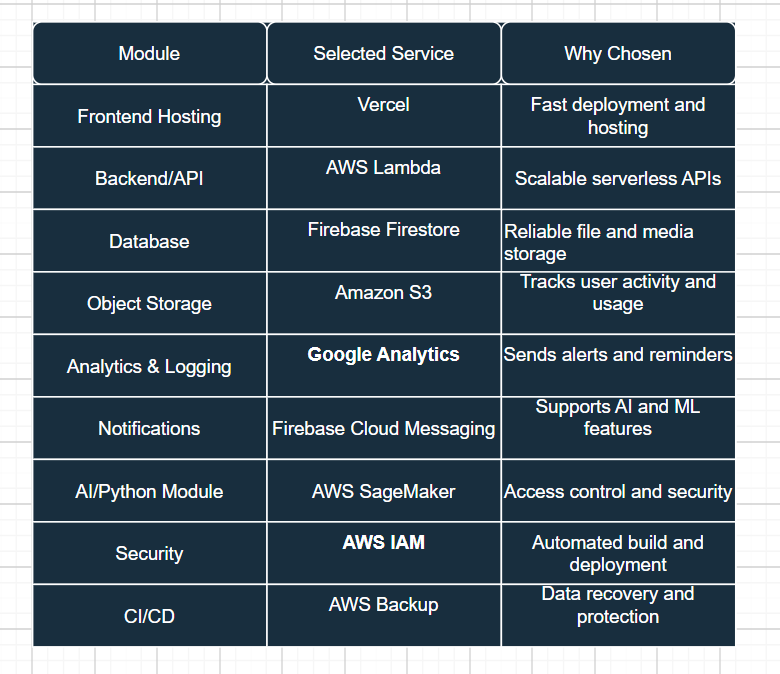 Module
Selected Service
Why Chosen
Frontend Hosting
Vercel
Fast deployment and
hosting
Backend/API
AWS Lambda
Scalable serverless APIs
Database
Firebase Firestore
Reliable file and media
storage
Object Storage
Amazon S3
Tracks user activity and
usage
Analytics & Logging
Google Analytics
Sends alerts and reminders
Notifications
Firebase Cloud Messaging
Supports AI and ML
features
AI/Python Module
AWS SageMaker
Access control and security
Security
AWS IAM
Automated build and
deployment
CI/CD
AWS Backup
Data recovery and
protection